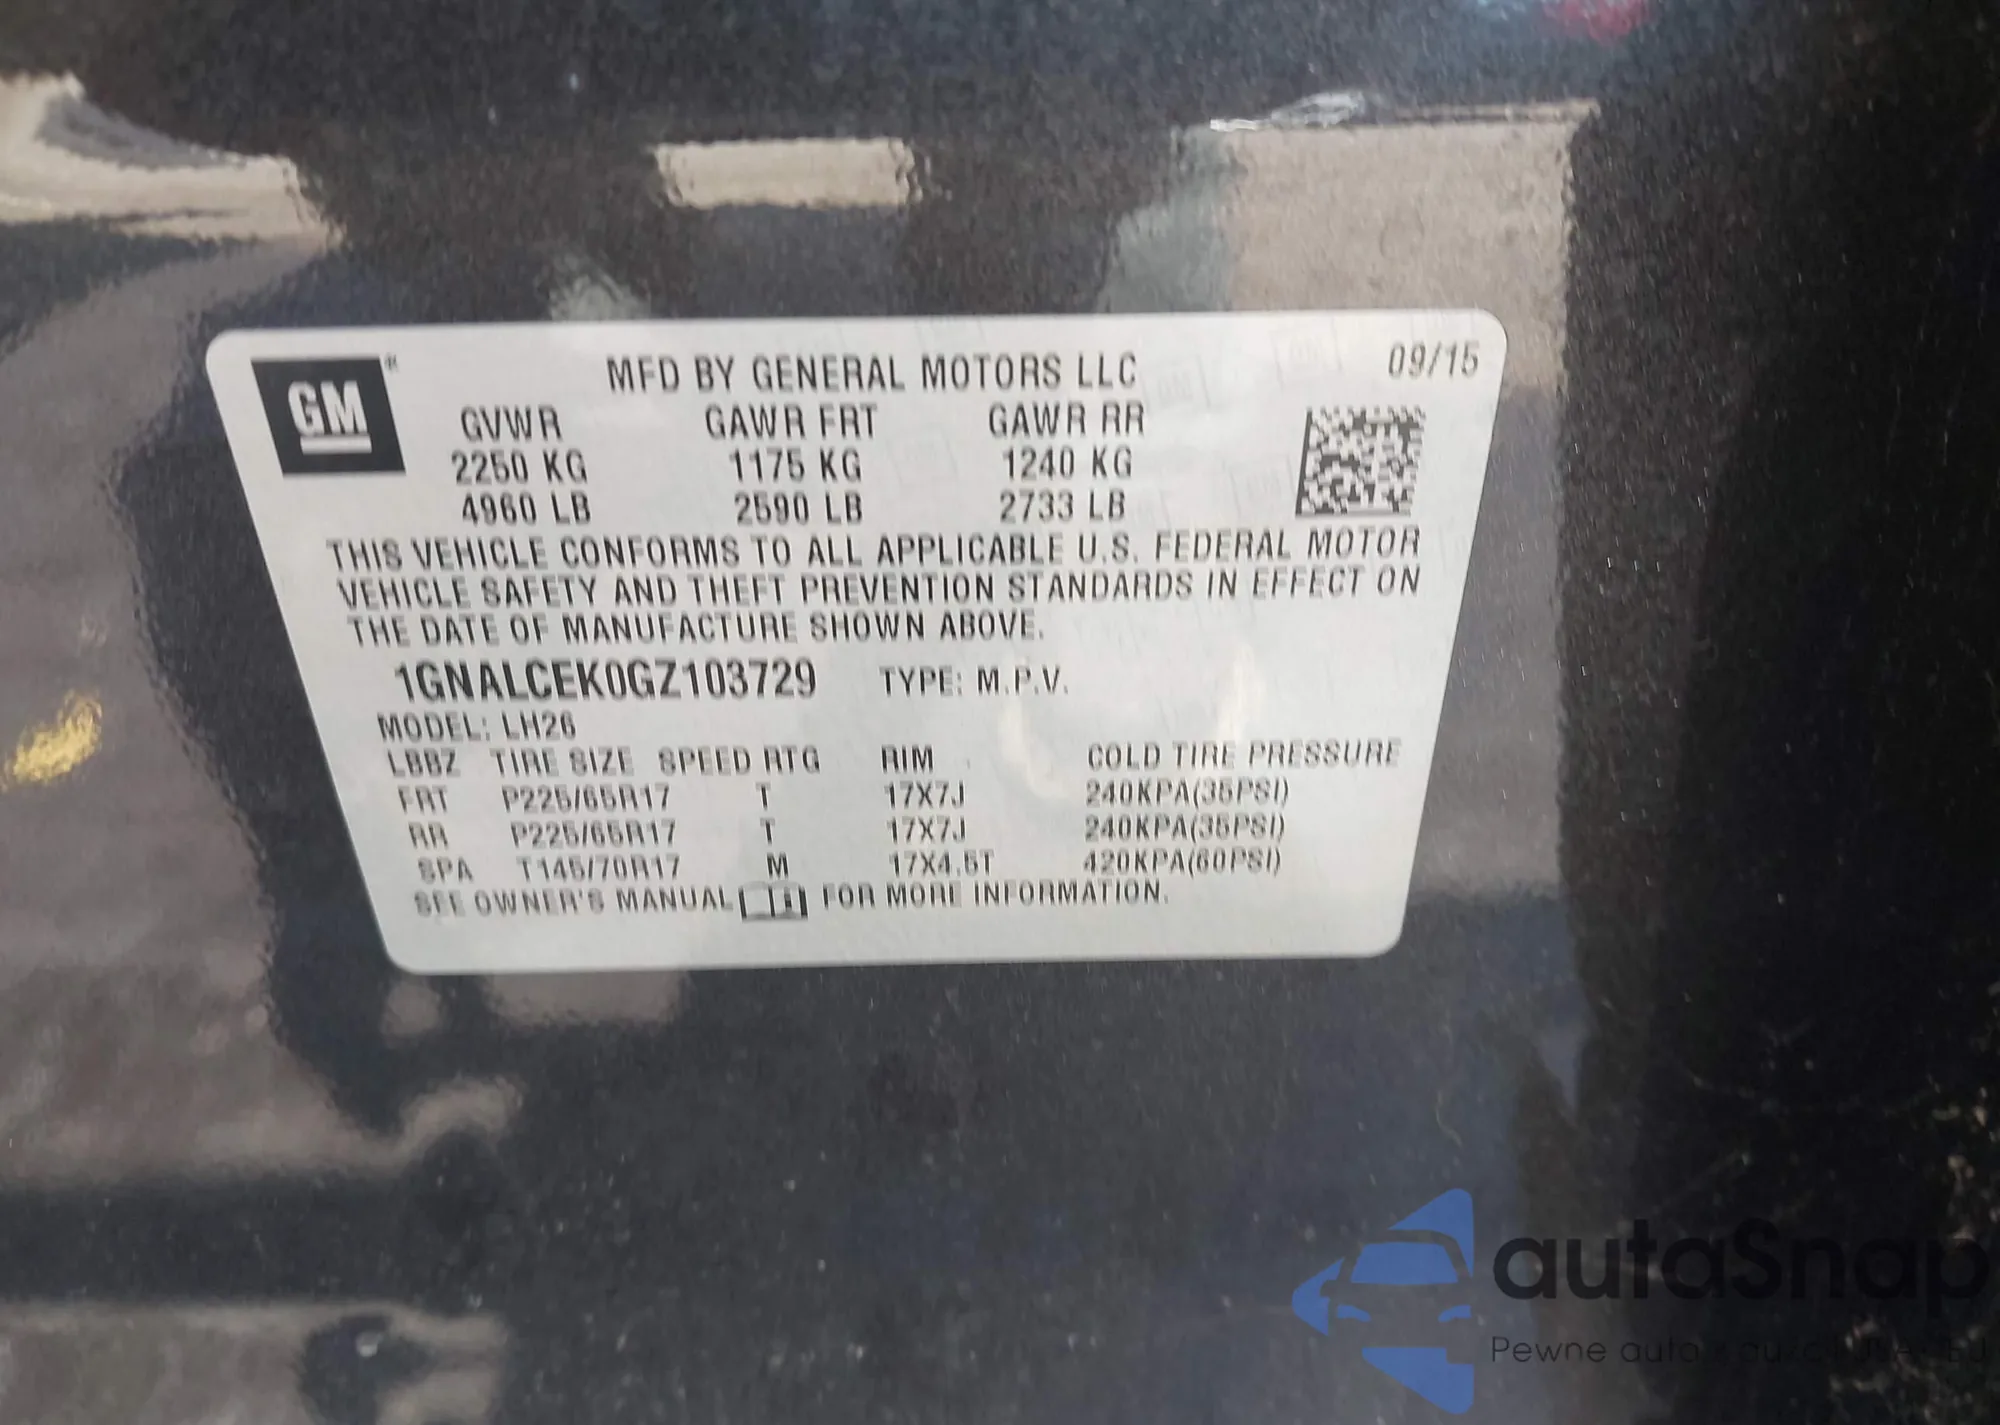 GM®
MFD BY GENERAL MOTORS LLC 09/15
GVWR GAWR FRT GAWR RR
2250 KG 1175 KG 1240 KG
4960 LB 2590 LB 2733 LB
THIS VEHICLE CONFORMS TO ALL APPLICABLE U.S. FEDERAL MOTOR
VEHICLE SAFETY AND THEFT PREVENTION STANDARDS IN EFFECT ON
THE DATE OF MANUFACTURE SHOWN ABOVE.
1GNALCEK0GZ103729 TYPE: M.P.V.
MODEL: LH26
LBBZ TIRE SIZE SPEED RTG RIM COLD TIRE PRESSURE
FRT P225/65R17 T 17X7J 240KPA(35PSI)
RR P225/65R17 T 17X7J 240KPA(35PSI)
SPA T145/70R17 M 17X4.5T 420KPA(60PSI)
SEE OWNER'S MANUAL FOR MORE INFORMATION.
autaSnap
Pewne auto z